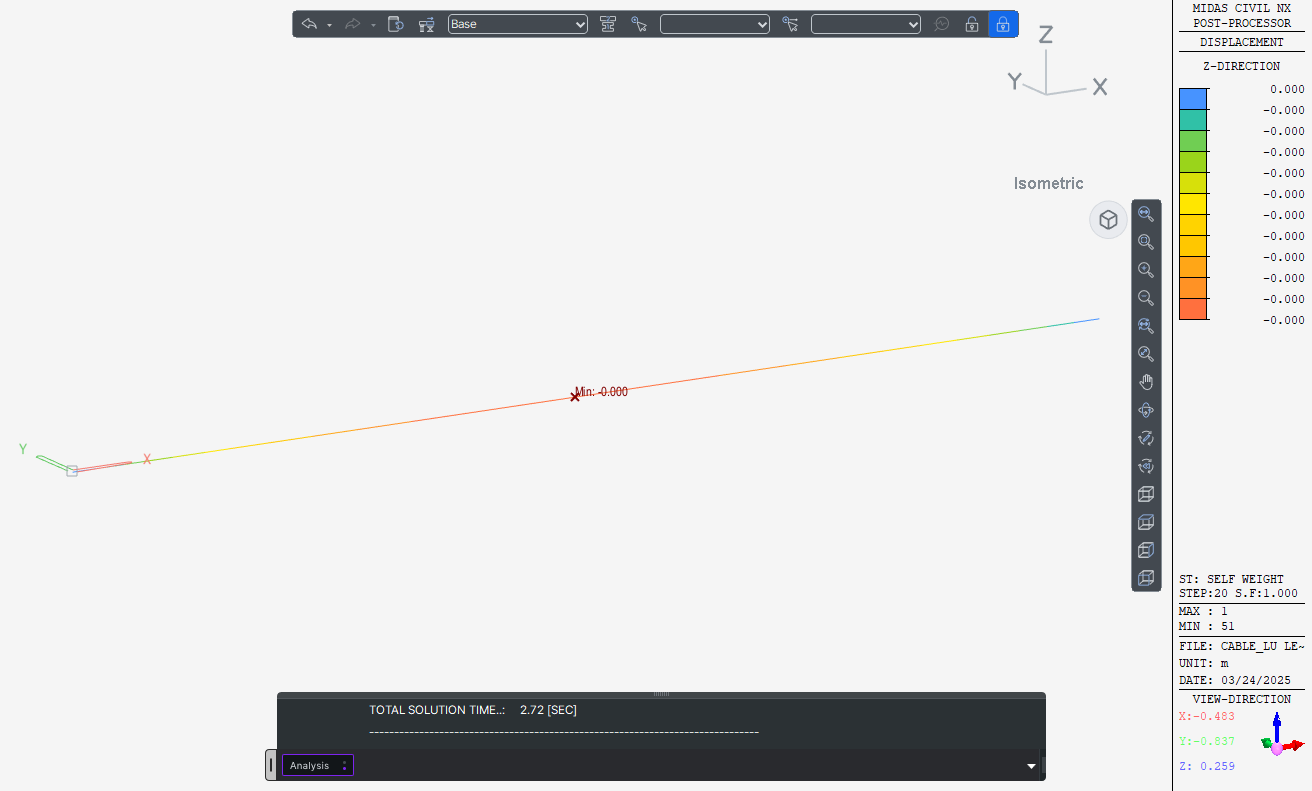 Base
Z
Y
X
Isometric
Min: -0.000
Y
X
TOTAL SOLUTION TIME..: 2.72 [SEC]
------------------------------------------------------------------------------
Analysis
MIDAS CIVIL NX
POST-PROCESSOR
DISPLACEMENT
Z-DIRECTION
0.000
-0.000
-0.000
-0.000
-0.000
-0.000
-0.000
-0.000
-0.000
-0.000
-0.000
-0.000
ST: SELF WEIGHT
STEP:20 S.F:1.000
MAX : 1
MIN : 51
FILE: CABLE_LU LE~
UNIT: m
DATE: 03/24/2025
VIEW-DIRECTION
X:-0.483
Y:-0.837
Z: 0.259